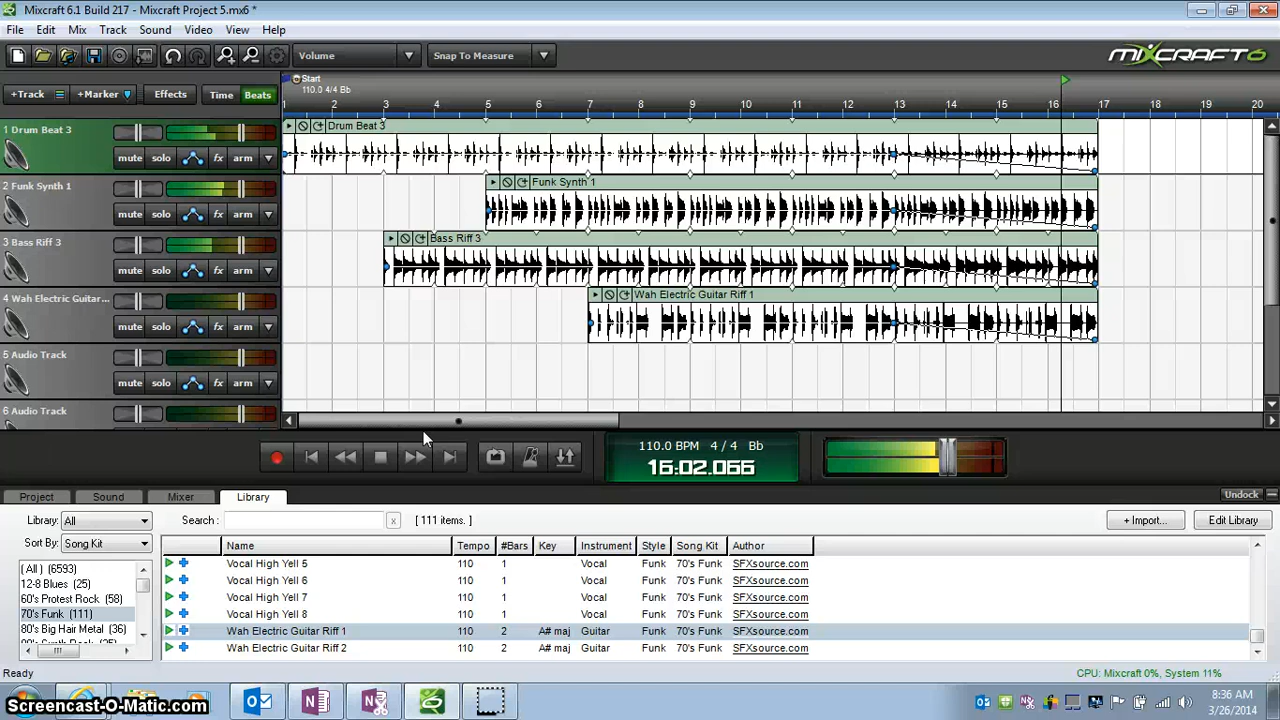 Mixcraft 6.1 Build 217 - Mixcraft Project 5.mx6 *
File Edit Mix Track Sound Video View Help
Volume Snap To Measure MIXCRAFT6
Start
110.0 4/4 Bb
+Track +Marker Effects Time Beats
1 2 3 4 5 6 7 8 9 10 11 12 13 14 15 16 17 18 19 20
1 Drum Beat 3 Drum Beat 3
mute solo fx arm
2 Funk Synth 1 Funk Synth 1
mute solo fx arm
3 Bass Riff 3 Bass Riff 3
mute solo fx arm
4 Wah Electric Guitar... Wah Electric Guitar Riff 1
mute solo fx arm
5 Audio Track
mute solo fx arm
6 Audio Track
110.0 BPM 4 / 4 Bb
16:02.066
Project Sound Mixer Library Undock
Library: All Search : x [ 111 items. ] + Import... Edit Library
Sort By: Song Kit
Name Tempo #Bars Key Instrument Style Song Kit Author
( All ) (6593)
12-8 Blues (25)
60's Protest Rock (58)
70's Funk (111)
80's Big Hair Metal (36)
Vocal High Yell 5 110 1 Vocal Funk 70's Funk SFXsource.com
Vocal High Yell 6 110 1 Vocal Funk 70's Funk SFXsource.com
Vocal High Yell 7 110 1 Vocal Funk 70's Funk SFXsource.com
Vocal High Yell 8 110 1 Vocal Funk 70's Funk SFXsource.com
Wah Electric Guitar Riff 1 110 2 A# maj Guitar Funk 70's Funk SFXsource.com
Wah Electric Guitar Riff 2 110 2 A# maj Guitar Funk 70's Funk SFXsource.com
Ready CPU: Mixcraft 0%, System 11%
Screencast-O-Matic.com
8:36 AM
3/26/2014